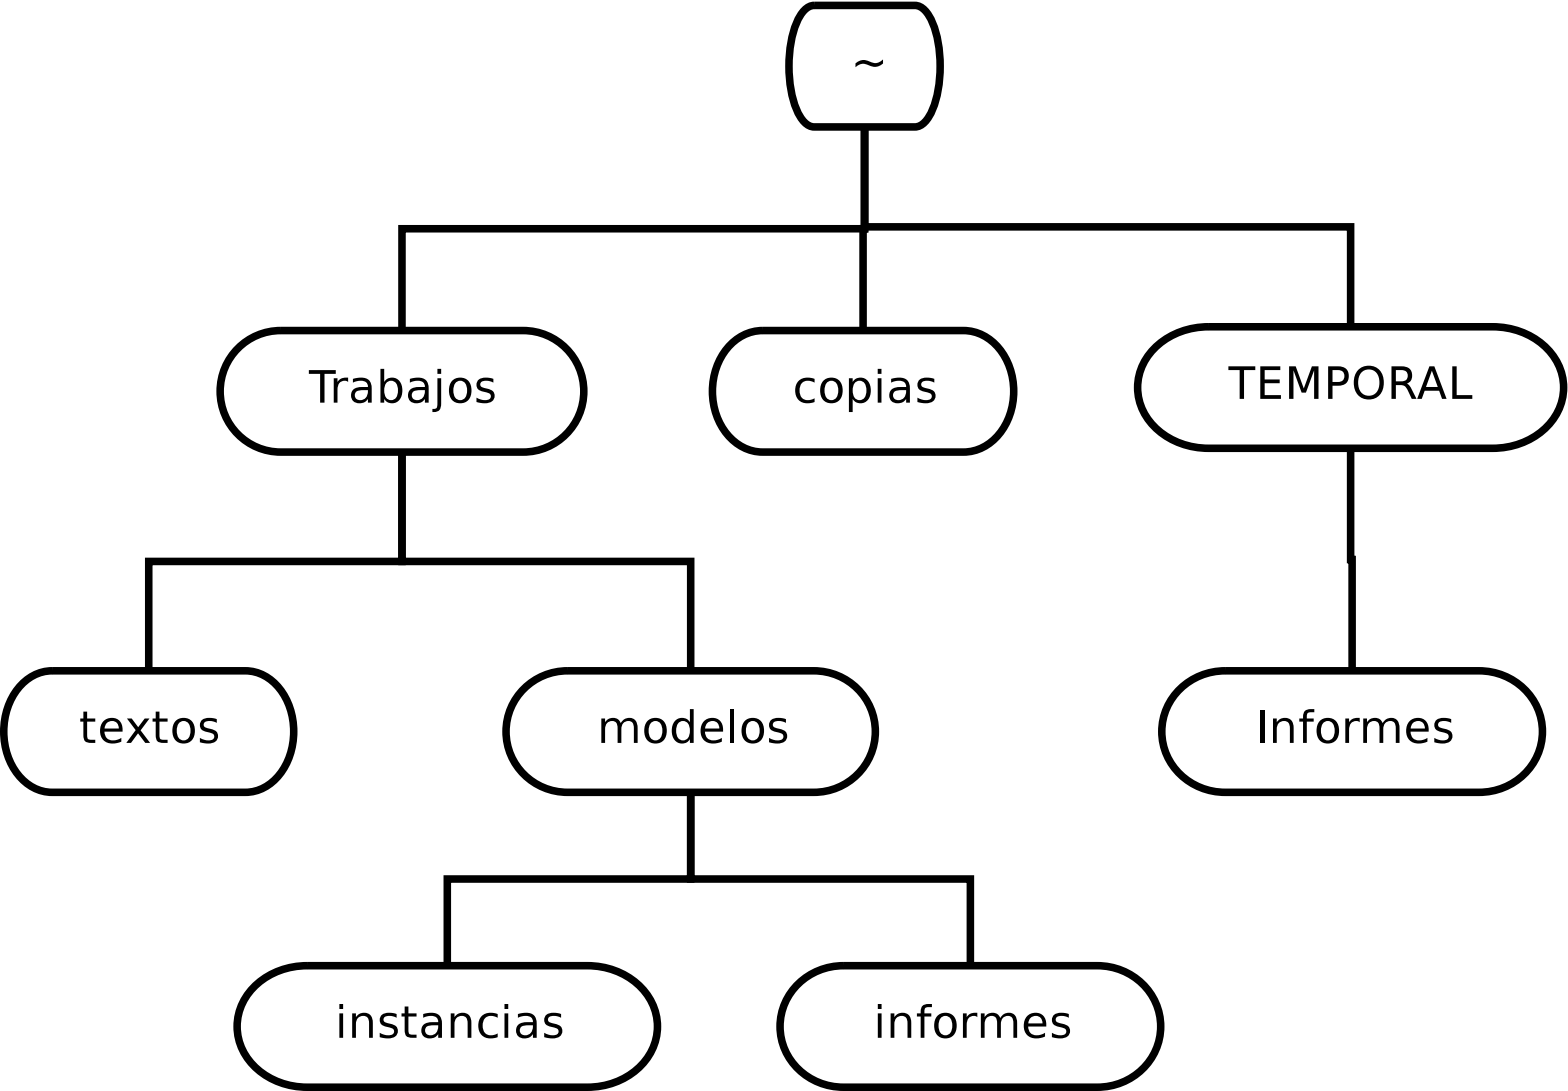 ~
Trabajos
copias
TEMPORAL
textos
modelos
Informes
instancias
informes